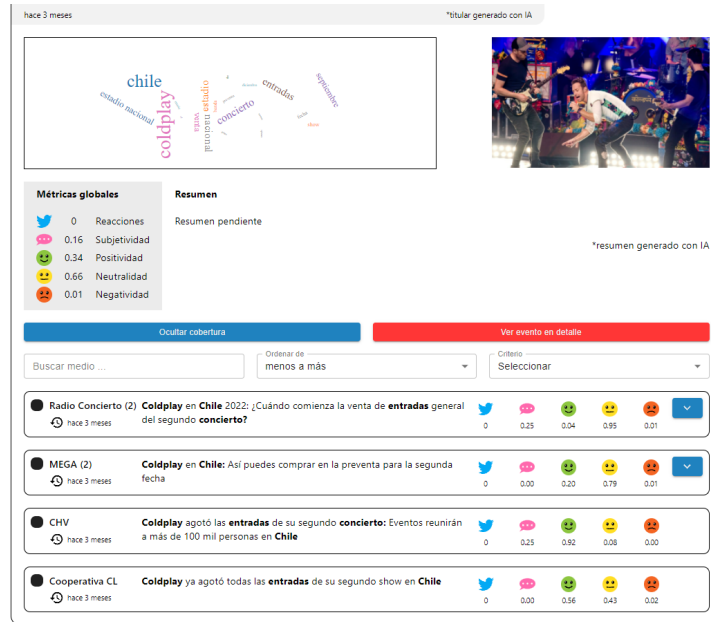 hace 3 meses
*titular generado con IA
chile
estadio nacional
coldplay
venta
estadio nacional
concierto
entradas
septiembre
Métricas globales
0 Reacciones
0.16 Subjetividad
0.34 Positividad
0.66 Neutralidad
0.01 Negatividad
Resumen
Resumen pendiente
*resumen generado con IA
Ocultar cobertura
Ver evento en detalle
Buscar medio ...
Ordenar de
menos a más
Criterio
Seleccionar
Radio Concierto (2)
hace 3 meses
Coldplay en Chile 2022: ¿Cuándo comienza la venta de entradas general
del segundo concierto?
0 0.25 0.04 0.95 0.01
MEGA (2)
hace 3 meses
Coldplay en Chile: Así puedes comprar en la preventa para la segunda
fecha
0 0.00 0.20 0.79 0.01
CHV
hace 3 meses
Coldplay agotó las entradas de su segundo concierto: Eventos reunirán
a más de 100 mil personas en Chile
0 0.25 0.92 0.08 0.00
Cooperativa CL
hace 3 meses
Coldplay ya agotó todas las entradas de su segundo show en Chile
0 0.00 0.56 0.43 0.02